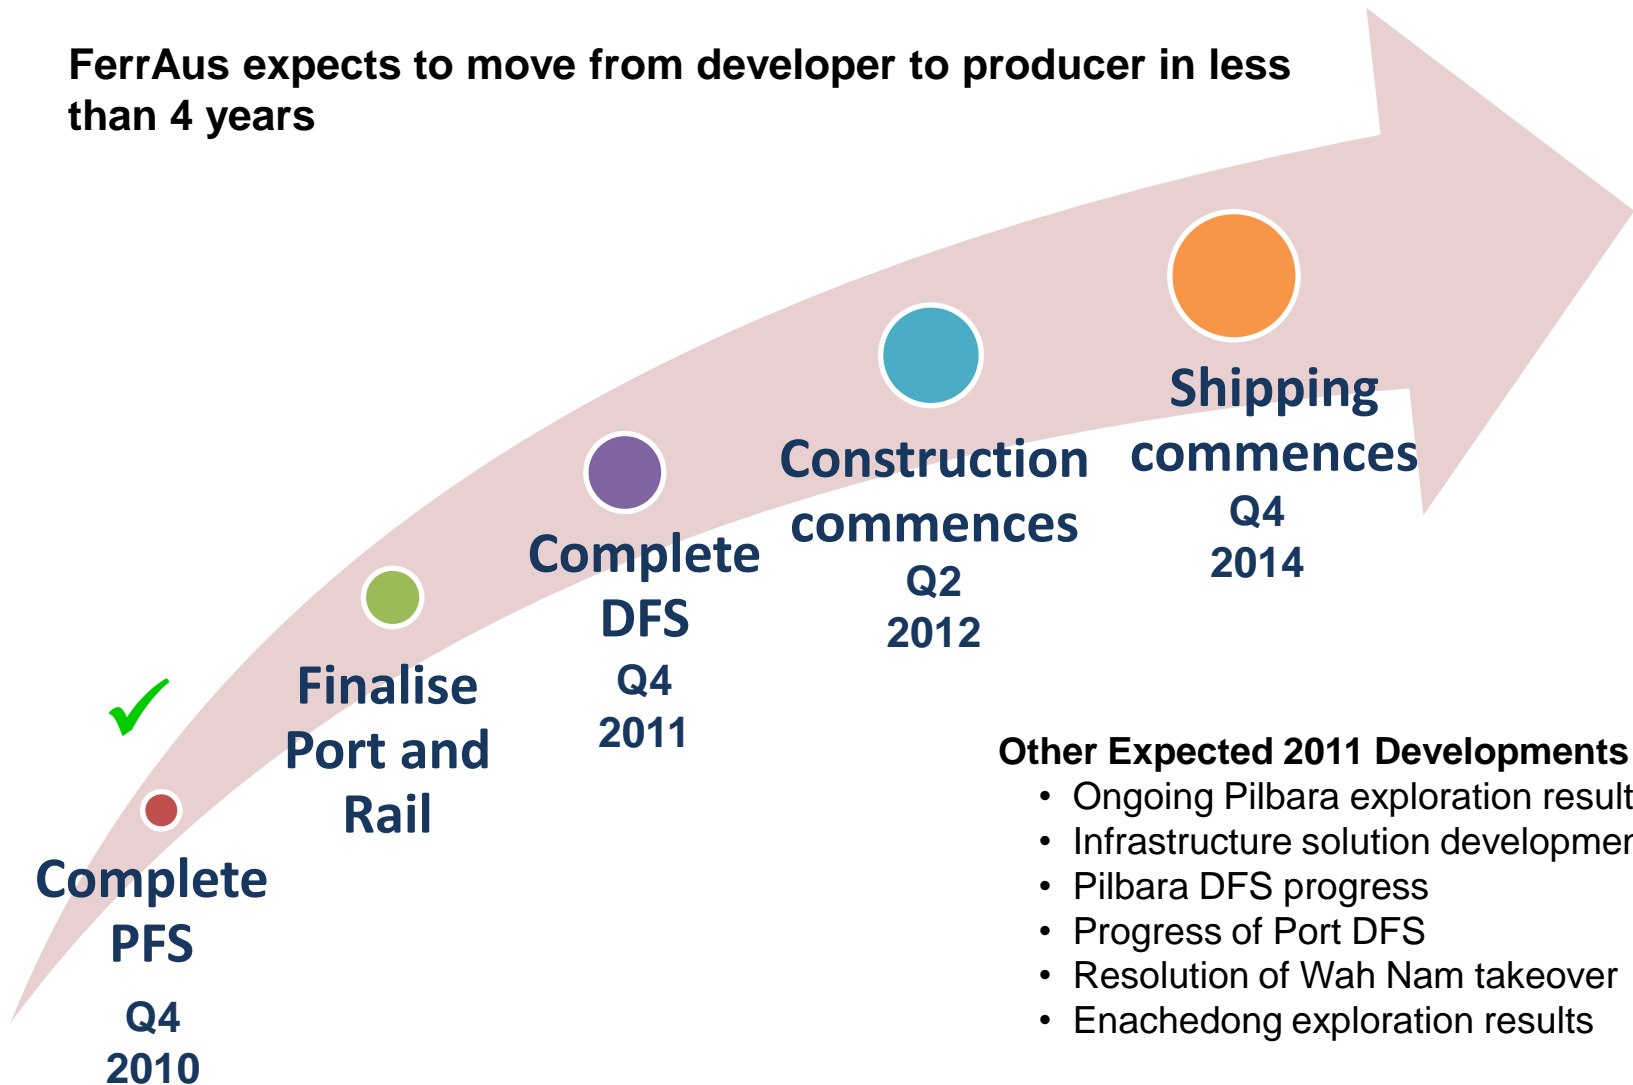 FerrAus expects to move from developer to producer in less
than 4 years
Complete
PFS
Q4
2010
Finalise
Port and
Rail
Complete
DFS
Q4
2011
Construction
commences
Q2
2012
Shipping
commences
Q4
2014
Other Expected 2011 Developments
• Ongoing Pilbara exploration result
• Infrastructure solution developmen
• Pilbara DFS progress
• Progress of Port DFS
• Resolution of Wah Nam takeover
• Enachedong exploration results